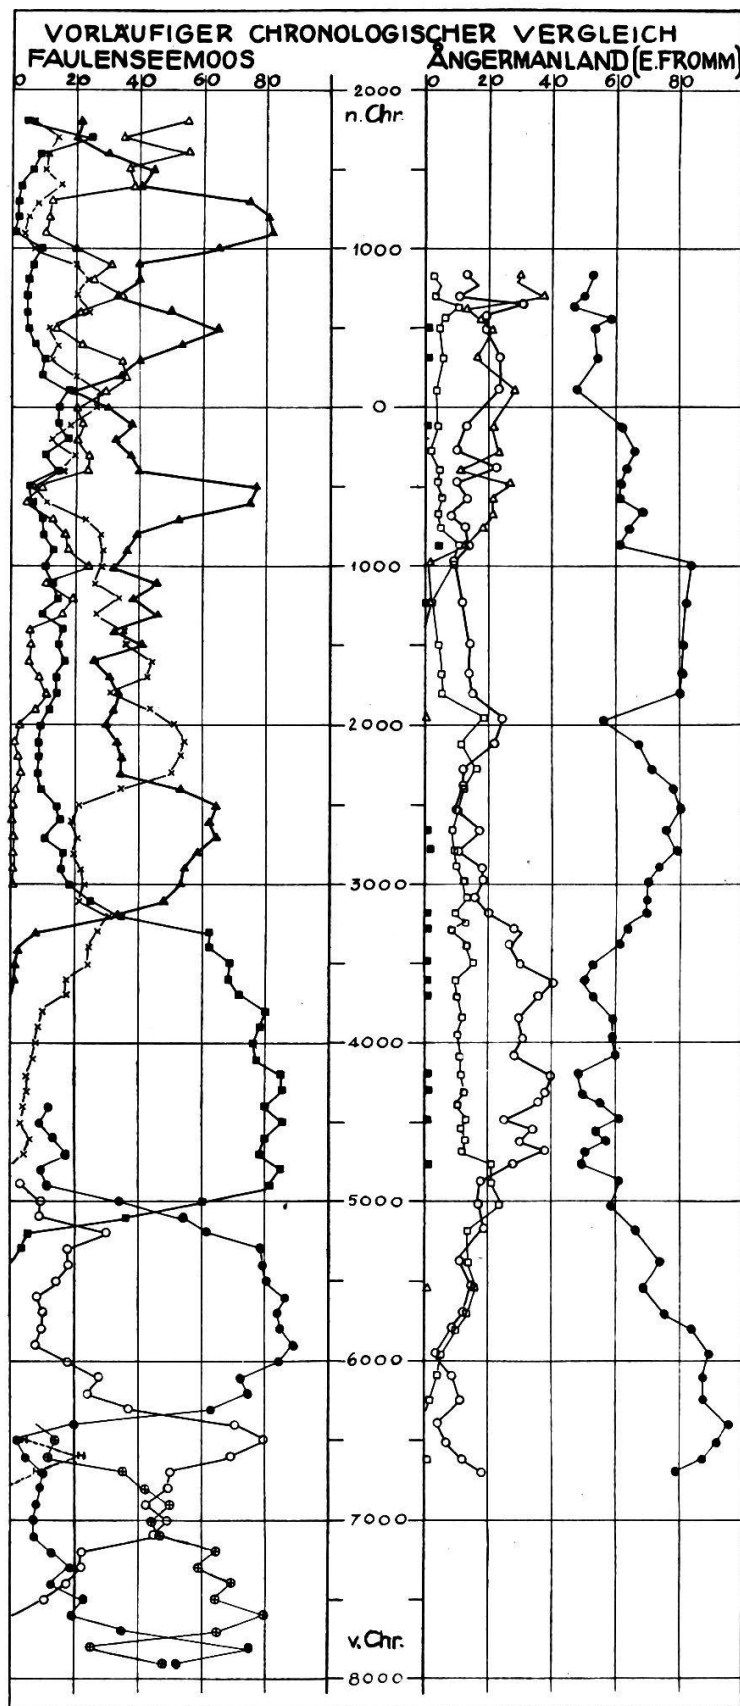 VORLÄUFIGER CHRONOLOGISCHER VERGLEICH
FAULENSEEMOOS ÅNGERMANLAND (E.FROMM)
0 20 40 60 80 0 20 40 60 80
2000
n. Chr.
1000
0
1000
2000
3000
4000
5000
6000
7000
v. Chr.
8000